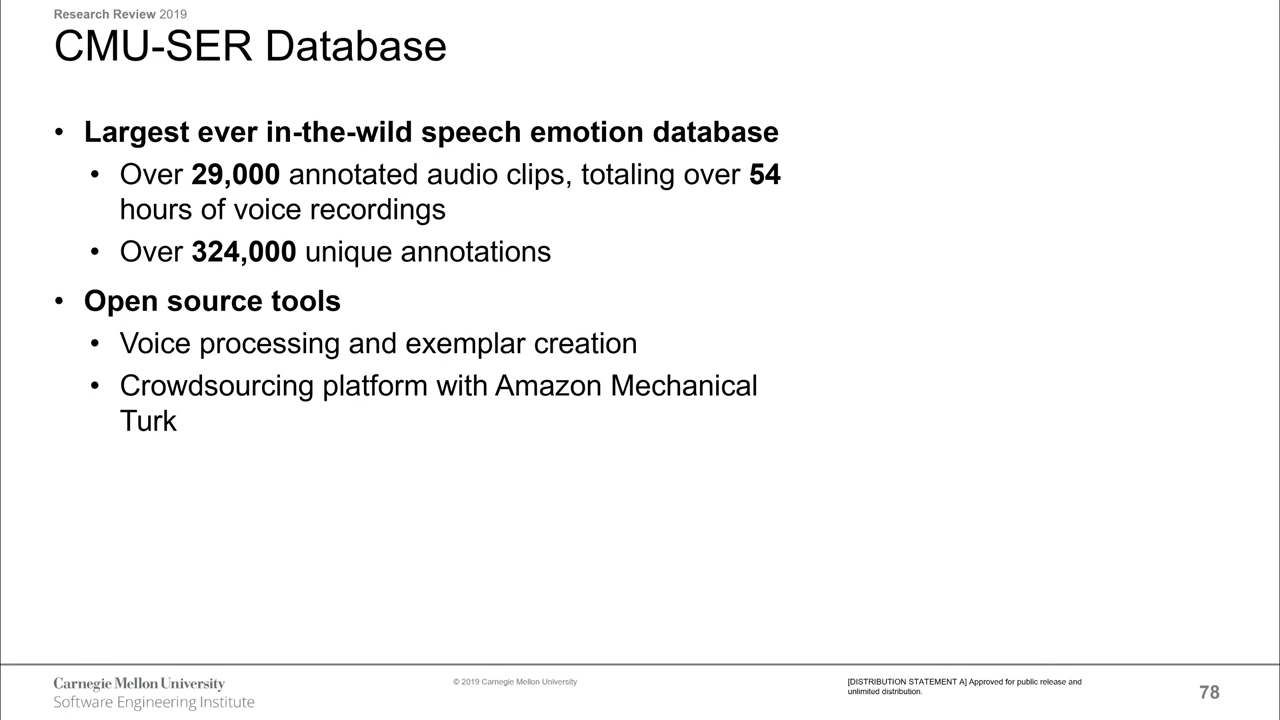 Research Review 2019
CMU-SER Database
• Largest ever in-the-wild speech emotion database
• Over 29,000 annotated audio clips, totaling over 54
hours of voice recordings
• Over 324,000 unique annotations
• Open source tools
• Voice processing and exemplar creation
• Crowdsourcing platform with Amazon Mechanical
Turk
Carnegie Mellon University
Software Engineering Institute
© 2019 Carnegie Mellon University
[DISTRIBUTION STATEMENT A] Approved for public release and
unlimited distribution.
78